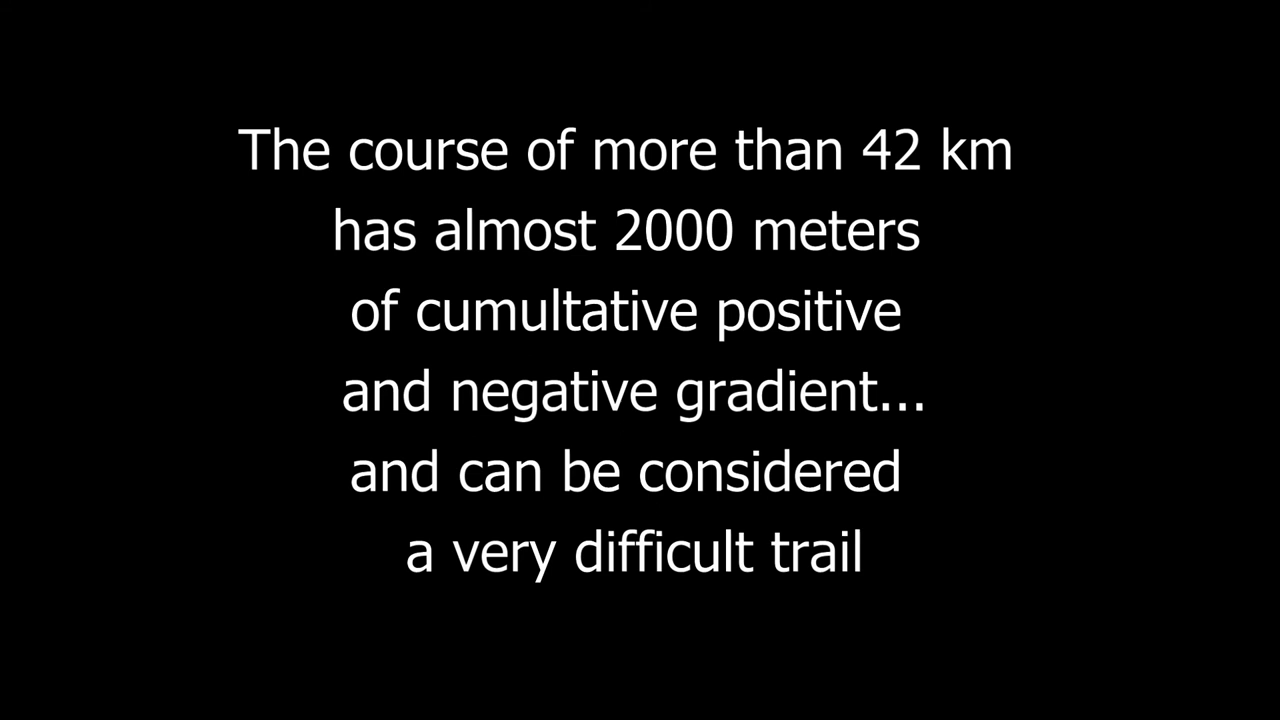 The course of more than 42 km
has almost 2000 meters
of cumultative positive
and negative gradient...
and can be considered
a very difficult trail